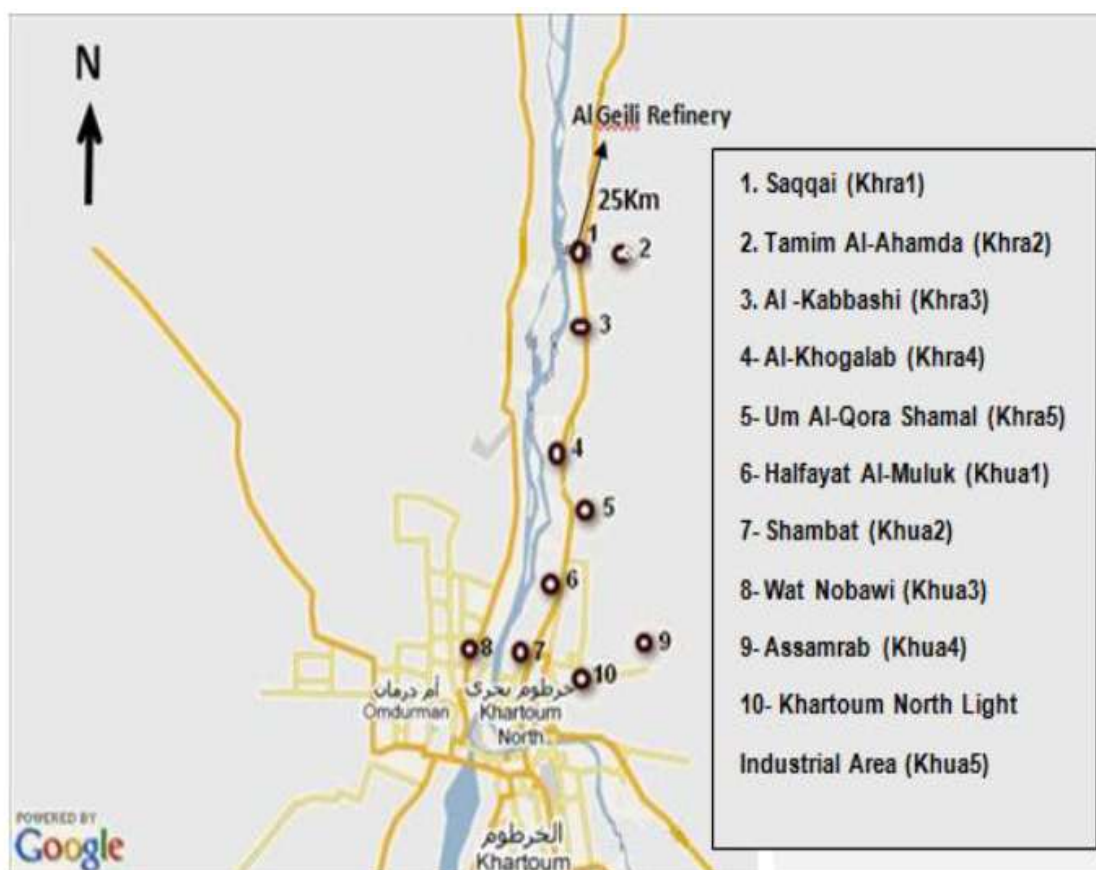 N
Al Geili Refinery
25Km
1
2
3
4
5
6
7
8
9
10
أم درمان
Omdurman
خرطوم بحرى
Khartoum
North
الخرطوم
Khartoum
POWERED BY
Google
1. Saqqai (Khra1)
2. Tamim Al-Ahamda (Khra2)
3. Al -Kabbashi (Khra3)
4- Al-Khogalab (Khra4)
5- Um Al-Qora Shamal (Khra5)
6- Halfayat Al-Muluk (Khua1)
7- Shambat (Khua2)
8- Wat Nobawi (Khua3)
9- Assamrab (Khua4)
10- Khartoum North Light
Industrial Area (Khua5)